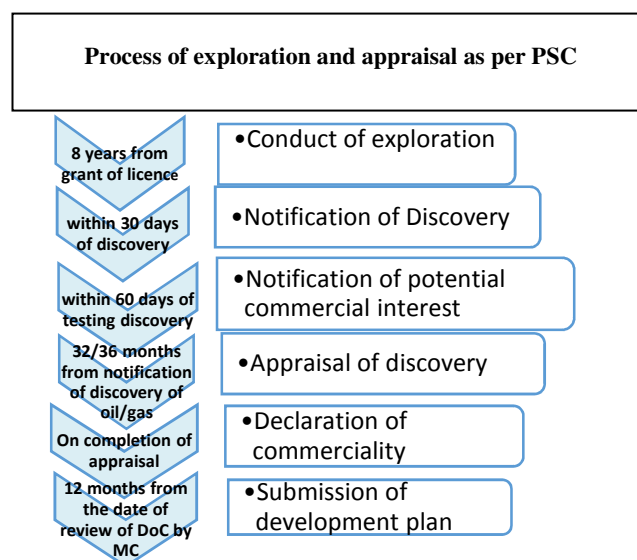 Process of exploration and appraisal as per PSC
8 years from
grant of licence
•Conduct of exploration
within 30 days
of discovery
•Notification of Discovery
within 60 days of
testing discovery
•Notification of potential
commercial interest
32/36 months
from notification
of discovery of
oil/gas
•Appraisal of discovery
On completion of
appraisal
•Declaration of
commerciality
12 months from
the date of
review of DoC by
MC
•Submission of
development plan